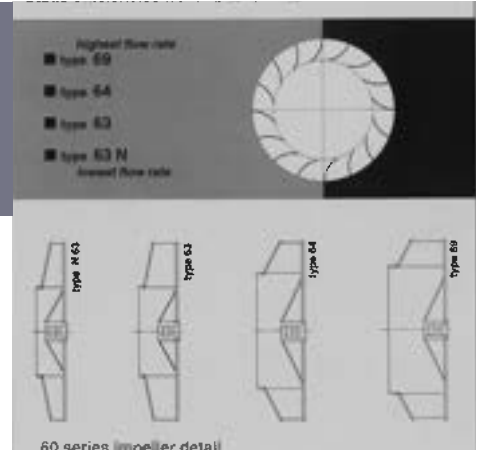 highest flow rate
type 69
type 64
type 63
type 63 N
lowest flow rate
type N 63
type 63
type 64
type 69
60 series impeller detail